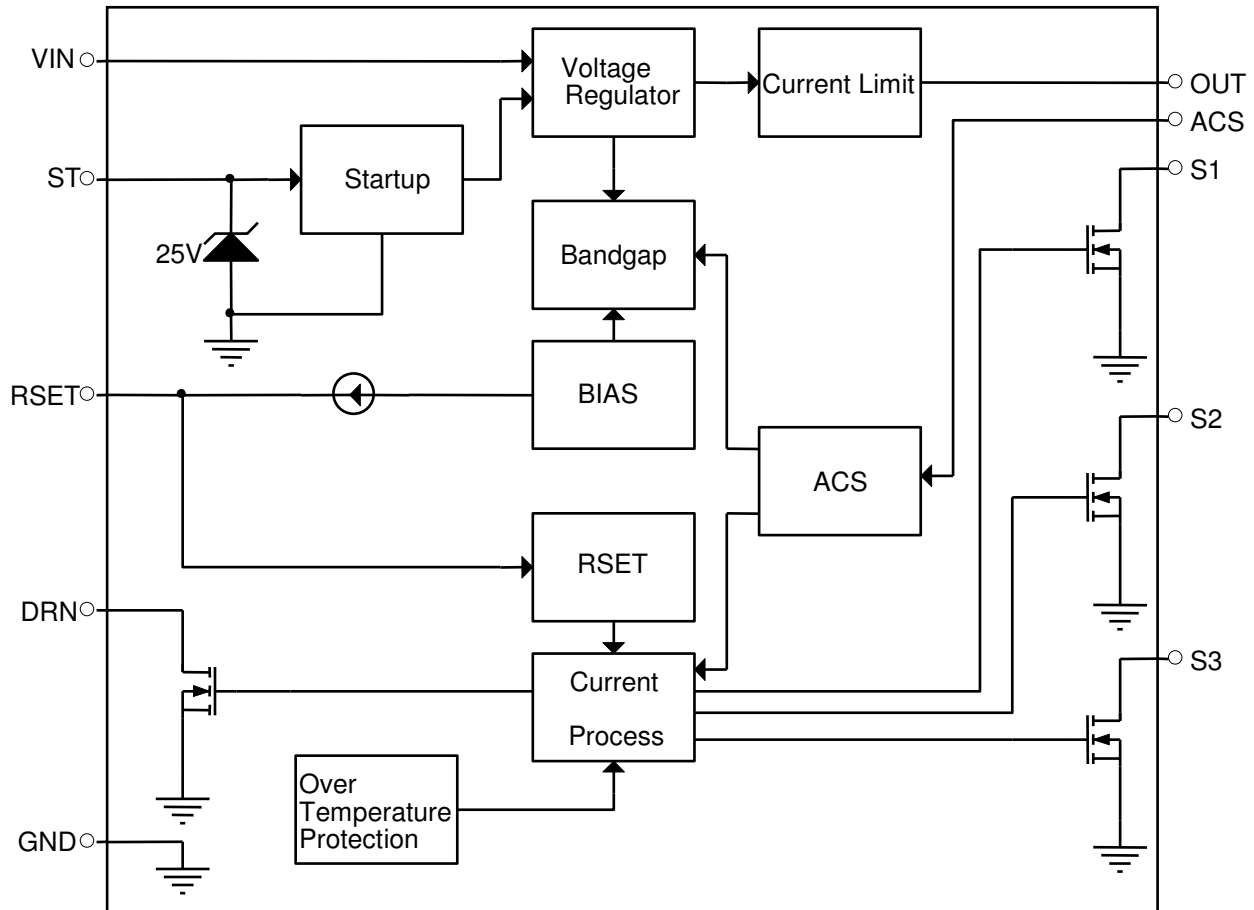 VIN
Voltage
Regulator
Current Limit
OUT
ACS
ST
Startup
S1
25V
Bandgap
RSET
BIAS
S2
ACS
RSET
DRN
S3
Current
Process
Over
Temperature
Protection
GND